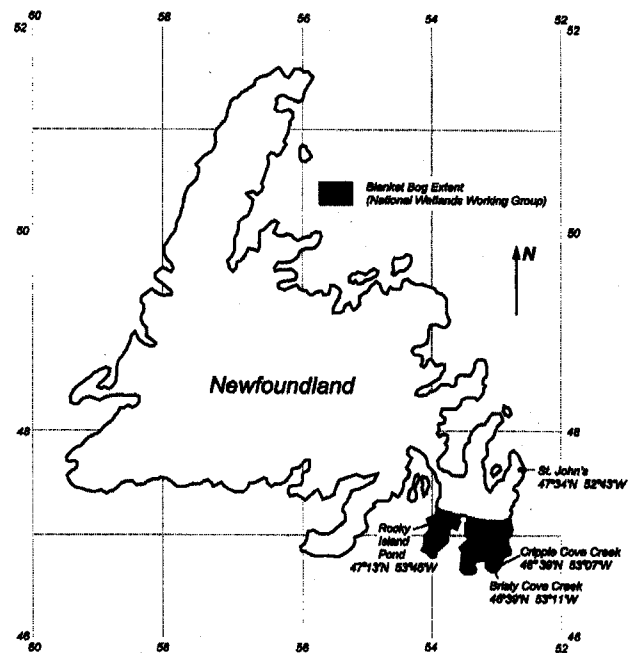 60 58 56 54 52
52 52
Blanket Bog Extent
(National Wetlands Working Group)
50 50
N
Newfoundland
48 48
St. John's
47°34'N 52°43'W
Rocky
Island
Pond
47°13'N 53°46'W
Cripple Cove Creek
46°39'N 53°07'W
Bristy Cove Creek
46°39'N 53°11'W
46 46
60 58 56 54 52